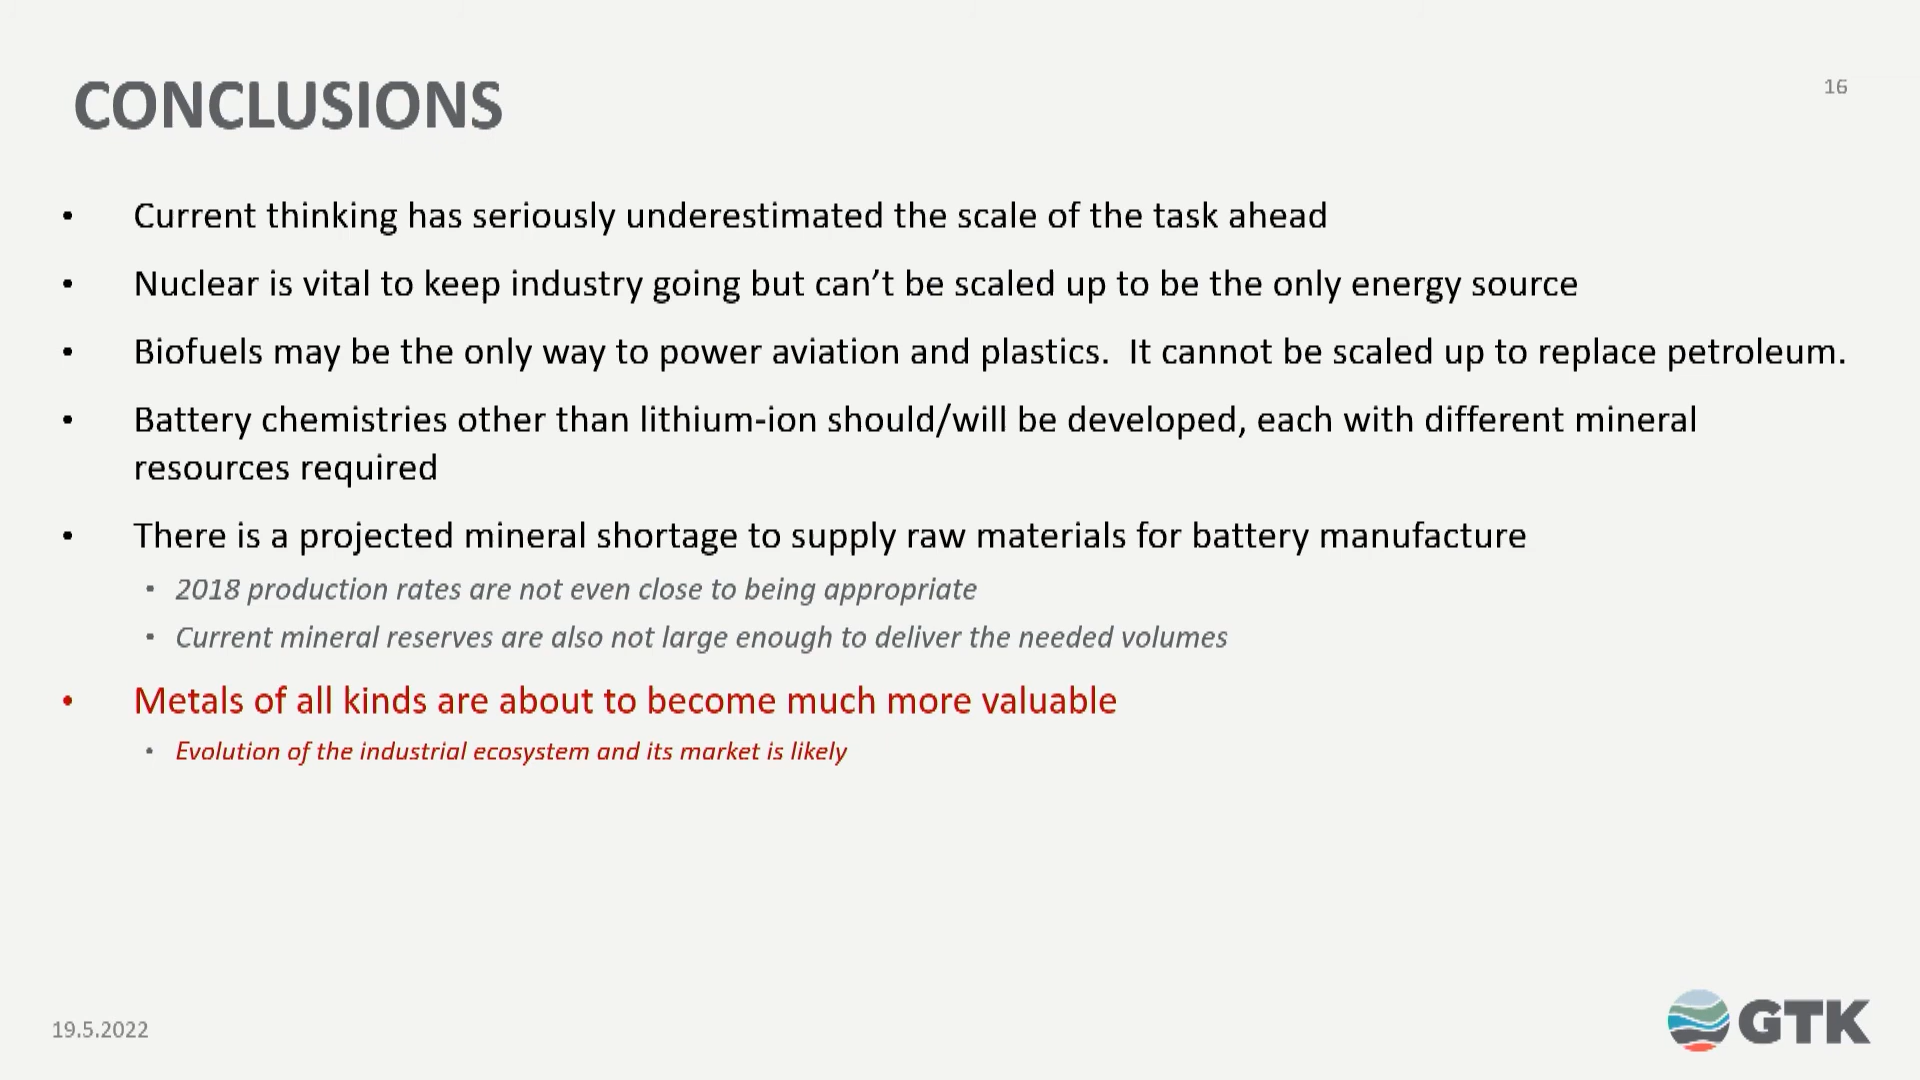 CONCLUSIONS
16
• Current thinking has seriously underestimated the scale of the task ahead
• Nuclear is vital to keep industry going but can’t be scaled up to be the only energy source
• Biofuels may be the only way to power aviation and plastics.  It cannot be scaled up to replace petroleum.
• Battery chemistries other than lithium-ion should/will be developed, each with different mineral
resources required
• There is a projected mineral shortage to supply raw materials for battery manufacture
• 2018 production rates are not even close to being appropriate
• Current mineral reserves are also not large enough to deliver the needed volumes
• Metals of all kinds are about to become much more valuable
• Evolution of the industrial ecosystem and its market is likely
19.5.2022
GTK